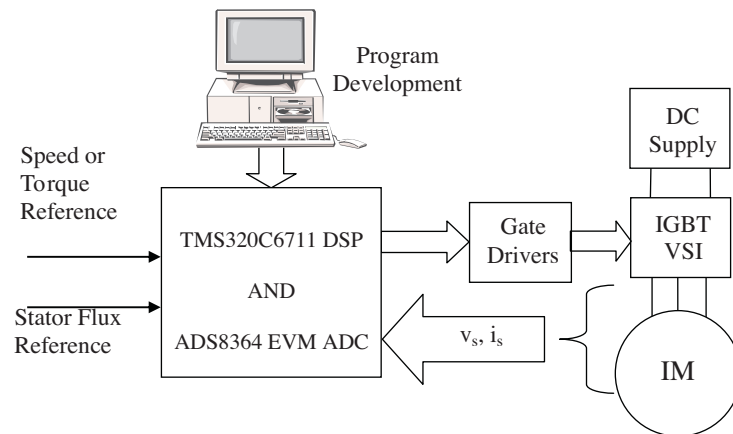 Program
Development
DC
Supply
Speed or
Torque
Reference
TMS320C6711 DSP
AND
ADS8364 EVM ADC
Gate
Drivers
IGBT
VSI
Stator Flux
Reference
vs, is
IM